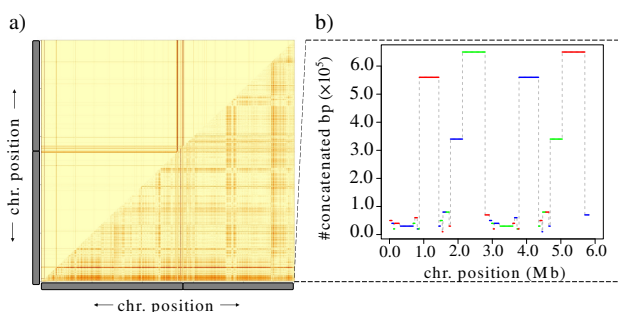 a)
← chr. position →
← chr. position →
b)
#concatenated bp (×10⁵)
6.0
5.0
4.0
3.0
2.0
1.0
0.0
0.0 1.0 2.0 3.0 4.0 5.0 6.0
chr. position (Mb)